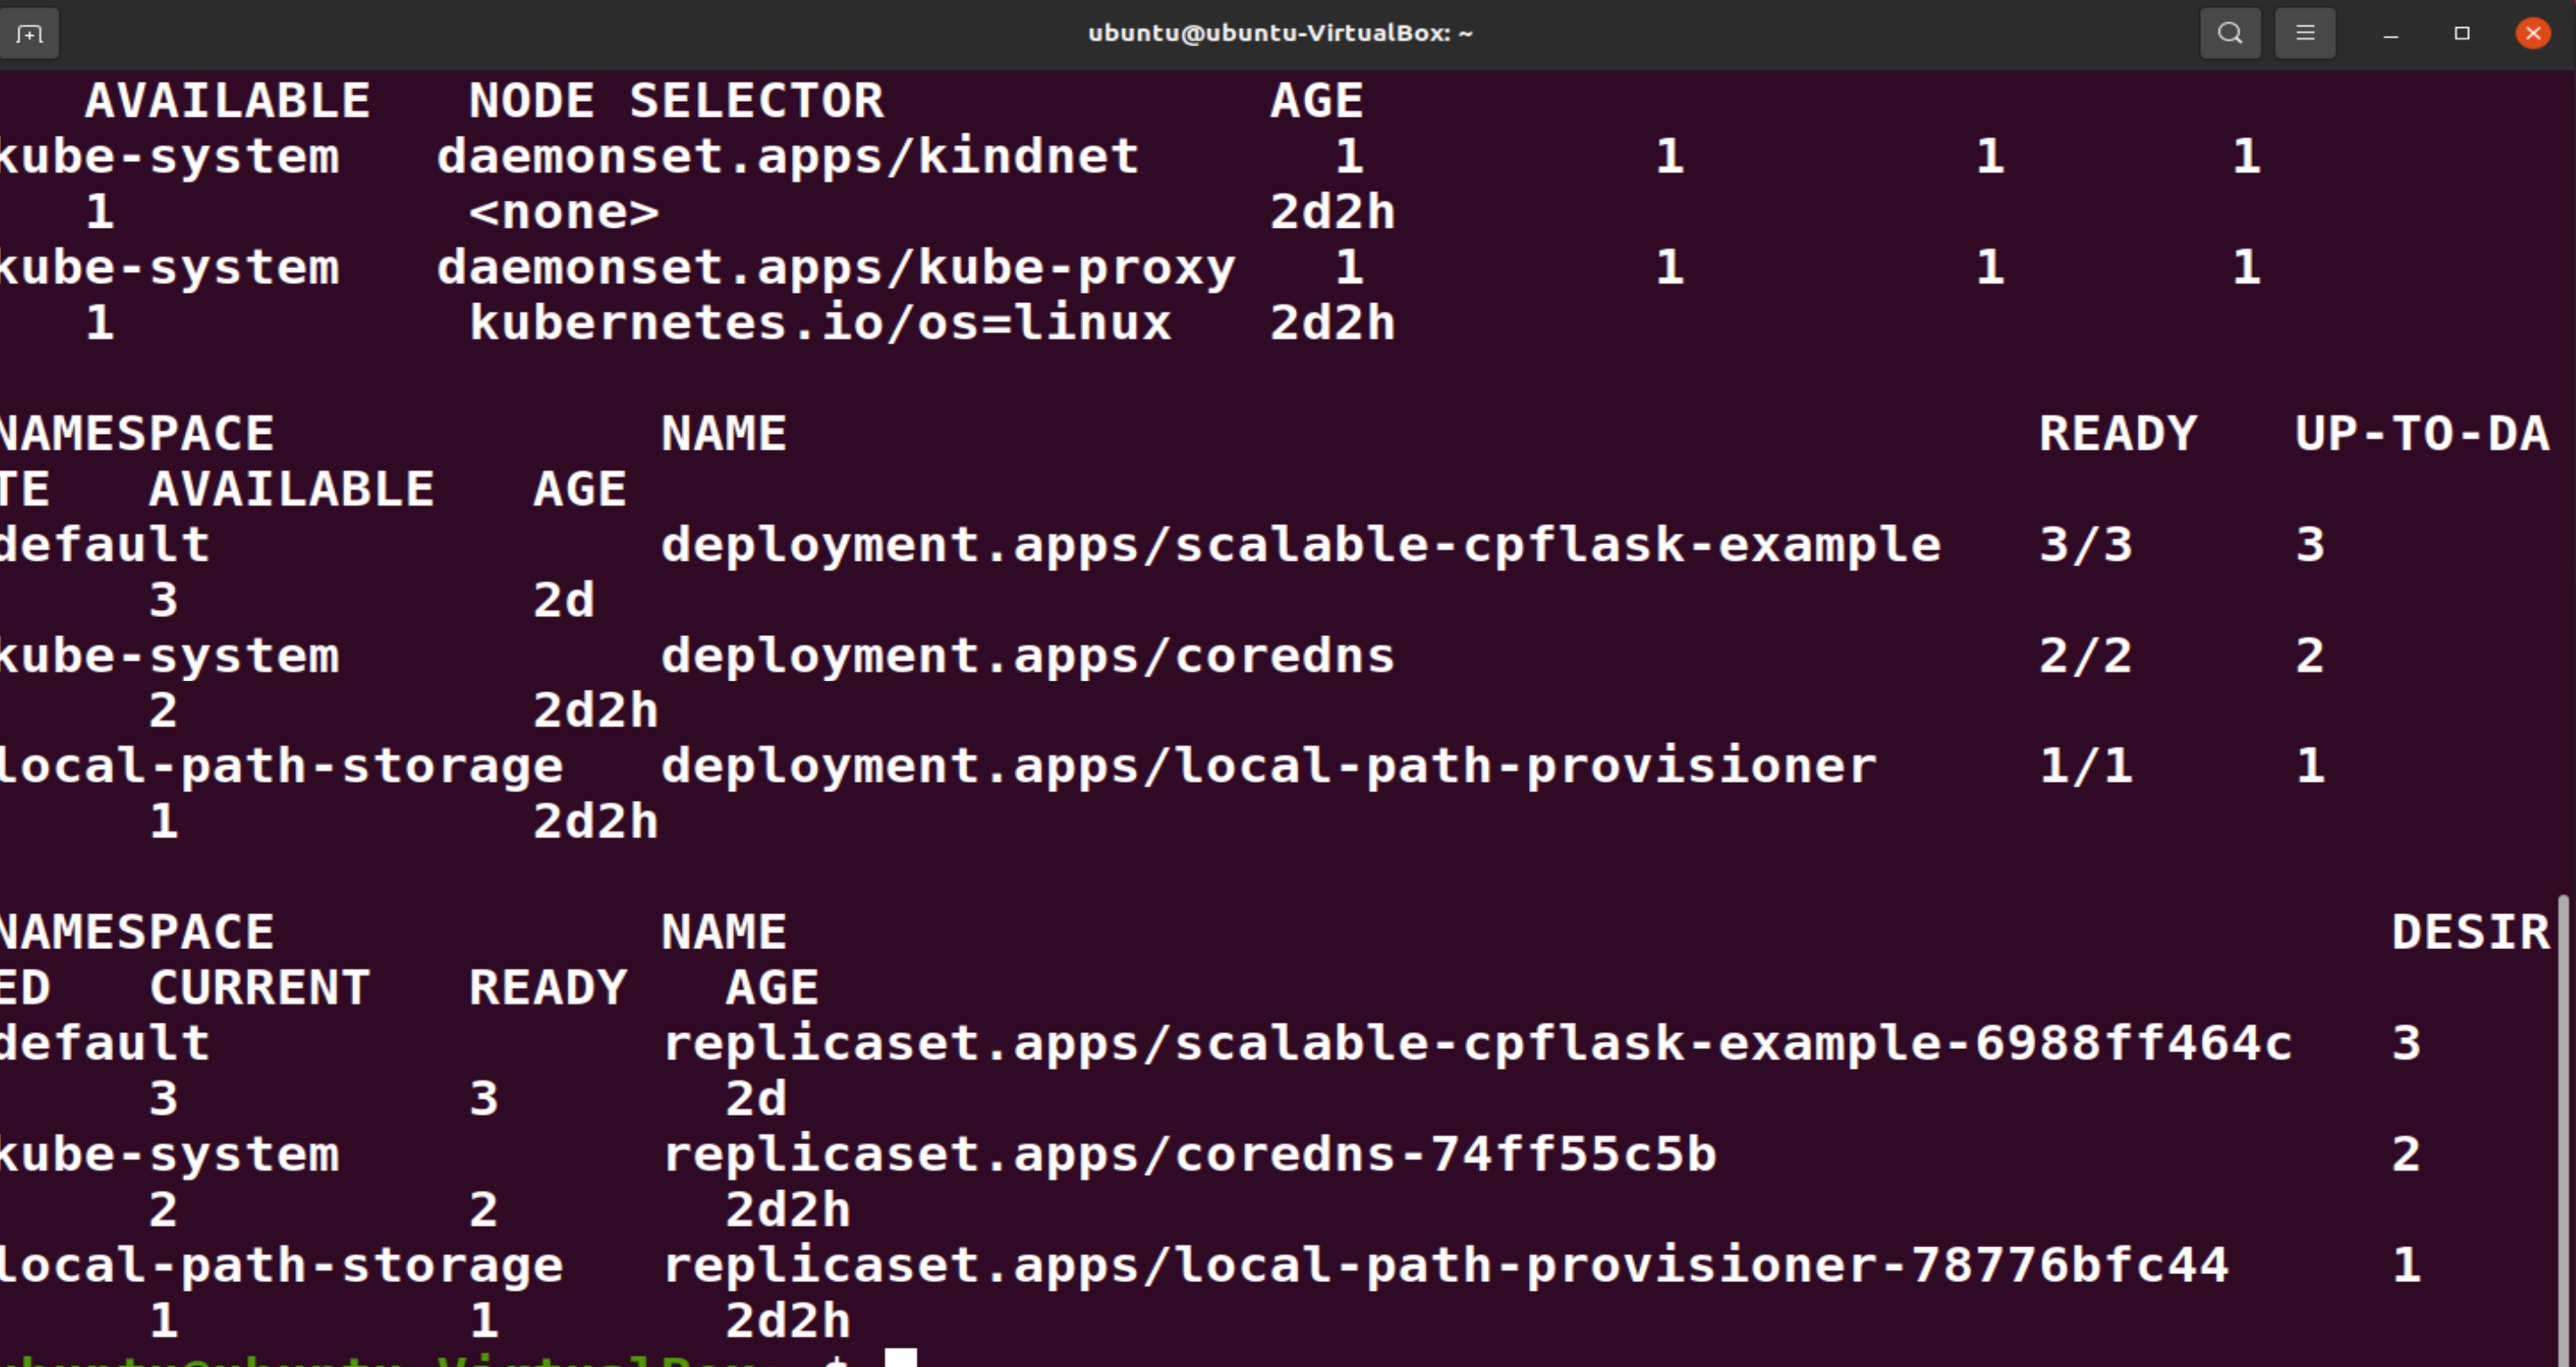 ubuntu@ubuntu-VirtualBox: ~
AVAILABLE   NODE SELECTOR            AGE
kube-system   daemonset.apps/kindnet      1         1         1       1
1           <none>                   2d2h
kube-system   daemonset.apps/kube-proxy   1         1         1       1
1           kubernetes.io/os=linux   2d2h
NAMESPACE            NAME                                       READY   UP-TO-DA
TE   AVAILABLE   AGE
default              deployment.apps/scalable-cpflask-example   3/3     3
3           2d
kube-system          deployment.apps/coredns                    2/2     2
2           2d2h
local-path-storage   deployment.apps/local-path-provisioner     1/1     1
1           2d2h
NAMESPACE            NAME                                                  DESIR
ED   CURRENT   READY   AGE
default              replicaset.apps/scalable-cpflask-example-6988ff464c   3
3         3       2d
kube-system          replicaset.apps/coredns-74ff55c5b                     2
2         2       2d2h
local-path-storage   replicaset.apps/local-path-provisioner-78776bfc44     1
1         1       2d2h
ubuntu@ubuntu-VirtualBox:~$